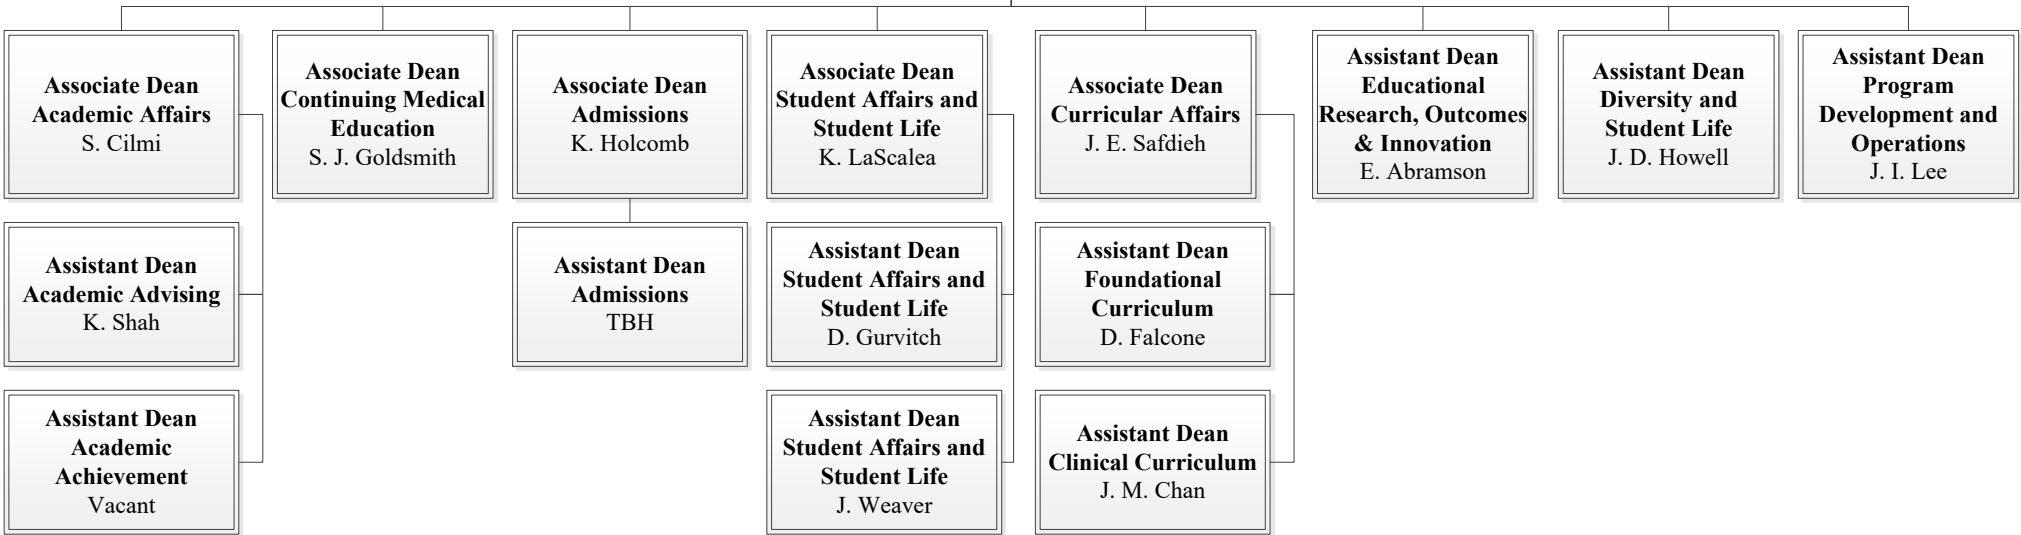 Associate Dean
Academic Affairs
S. Cilmi
Associate Dean
Continuing Medical
Education
S. J. Goldsmith
Associate Dean
Admissions
K. Holcomb
Associate Dean
Student Affairs and
Student Life
K. LaScalea
Associate Dean
Curricular Affairs
J. E. Safdieh
Assistant Dean
Educational
Research, Outcomes
& Innovation
E. Abramson
Assistant Dean
Diversity and
Student Life
J. D. Howell
Assistant Dean
Program
Development and
Operations
J. I. Lee
Assistant Dean
Academic Advising
K. Shah
Assistant Dean
Admissions
TBH
Assistant Dean
Student Affairs and
Student Life
D. Gurvitch
Assistant Dean
Foundational
Curriculum
D. Falcone
Assistant Dean
Academic
Achievement
Vacant
Assistant Dean
Student Affairs and
Student Life
J. Weaver
Assistant Dean
Clinical Curriculum
J. M. Chan